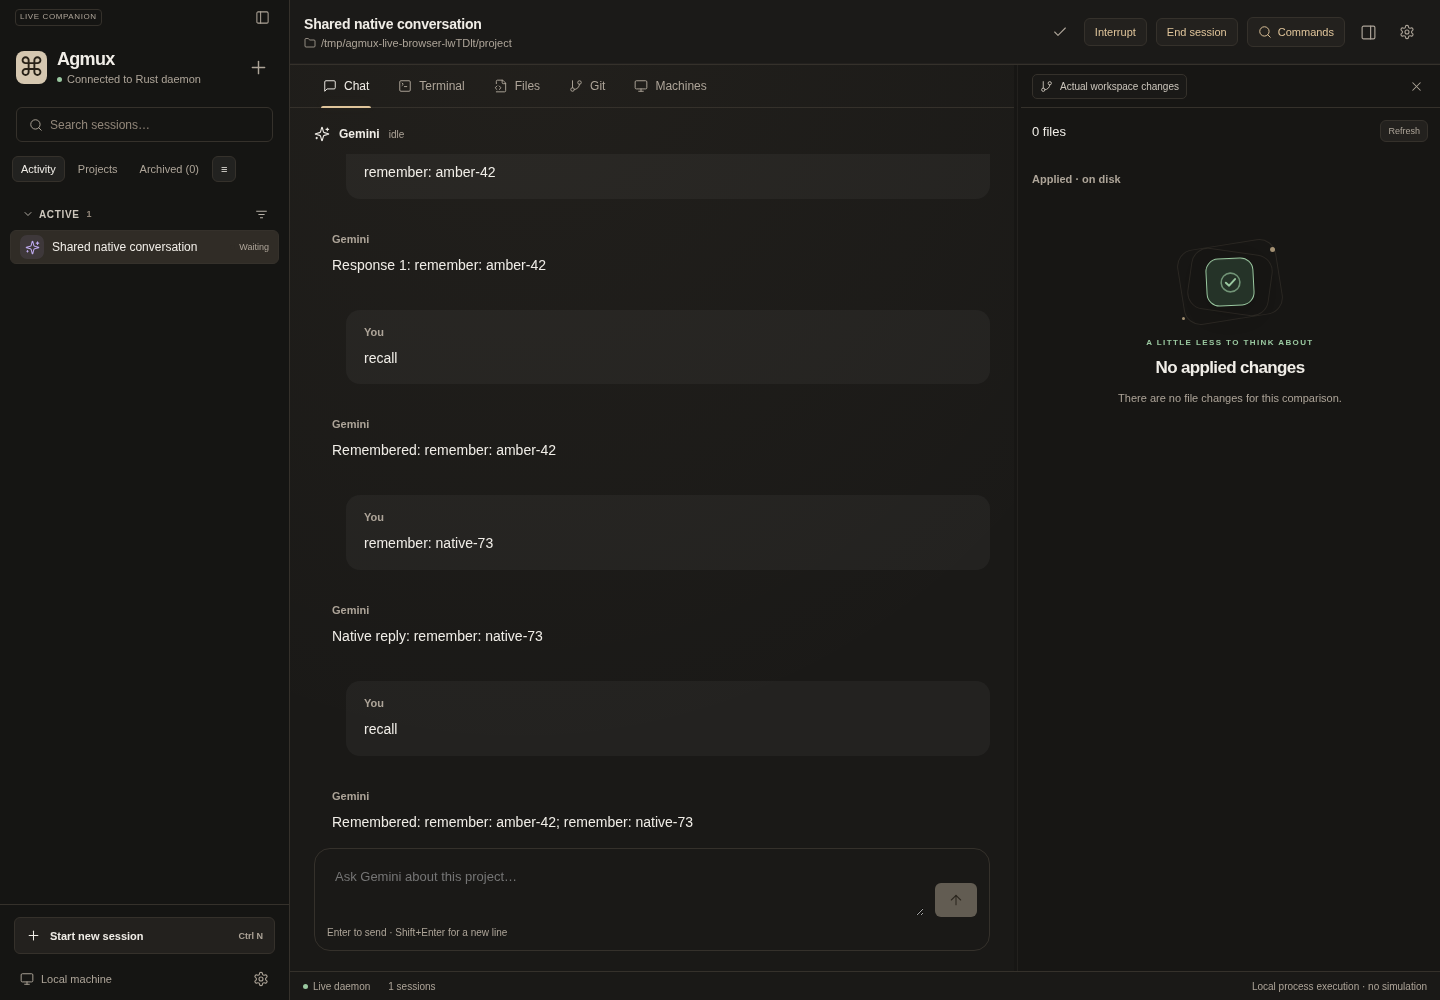 LIVE COMPANION
Agmux
Connected to Rust daemon
Search sessions…
Activity
Projects
Archived (0)
≡
ACTIVE 1
Shared native conversation
Waiting
Start new session
Ctrl N
Local machine
Shared native conversation
/tmp/agmux-live-browser-lwTDlt/project
Interrupt
End session
Commands
Chat
Terminal
Files
Git
Machines
Gemini idle
remember: amber-42
Gemini
Response 1: remember: amber-42
You
recall
Gemini
Remembered: remember: amber-42
You
remember: native-73
Gemini
Native reply: remember: native-73
You
recall
Gemini
Remembered: remember: amber-42; remember: native-73
Ask Gemini about this project…
Enter to send · Shift+Enter for a new line
Actual workspace changes
0 files
Refresh
Applied · on disk
A LITTLE LESS TO THINK ABOUT
No applied changes
There are no file changes for this comparison.
Live daemon
1 sessions
Local process execution · no simulation